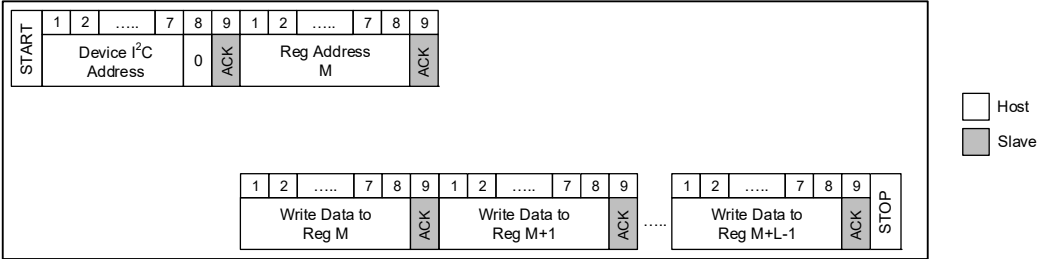 START 1 2 ..... 7 8 9 1 2 ..... 7 8 9
Device I²C Address 0 ACK Reg Address M ACK
Host
Slave
1 2 ..... 7 8 9 1 2 ..... 7 8 9 1 2 ..... 7 8 9
Write Data to Reg M ACK Write Data to Reg M+1 ACK ..... Write Data to Reg M+L-1 ACK STOP